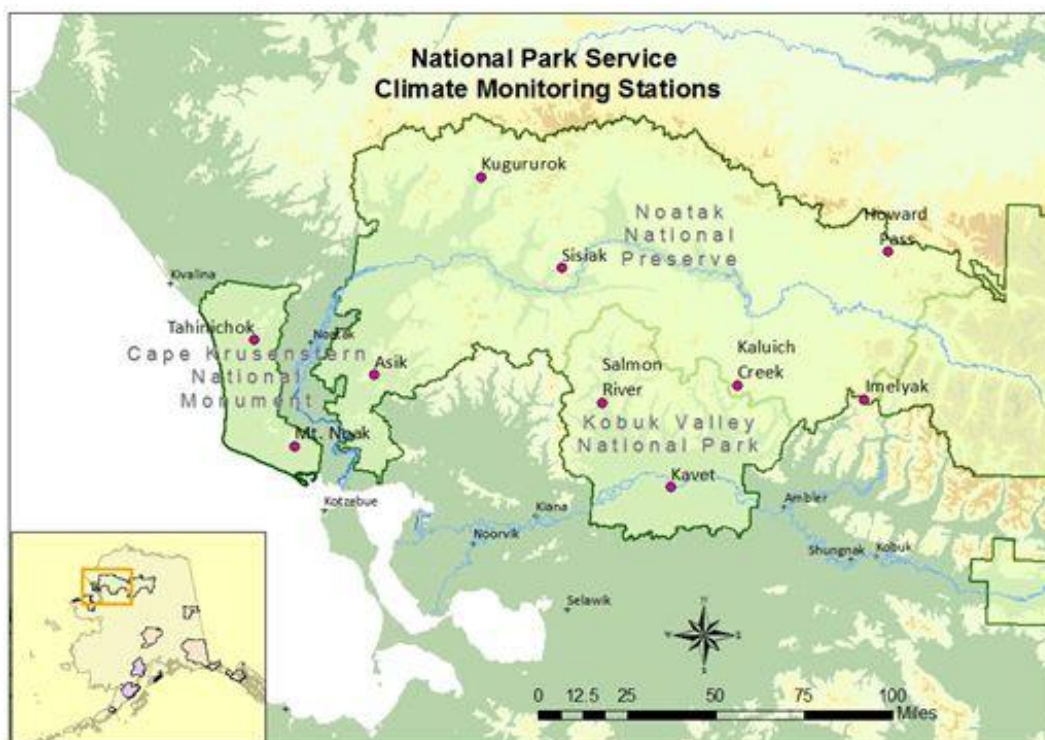 National Park Service
Climate Monitoring Stations
Kugururok
Noatak
National
Preserve
Howard
Pass
Sisiak
Kivalina
Tahinichok
Noatak
Cape Krusenstern
National
Monument
Asik
Salmon
River
Kaluich
Creek
Imelyak
Kobuk Valley
National Park
Mt. Noak
Kavet
Kotzebue
Kiana
Ambler
Noorvik
Shungnak
Kobuk
Selawik
0 12.5 25 50 75 100
Miles